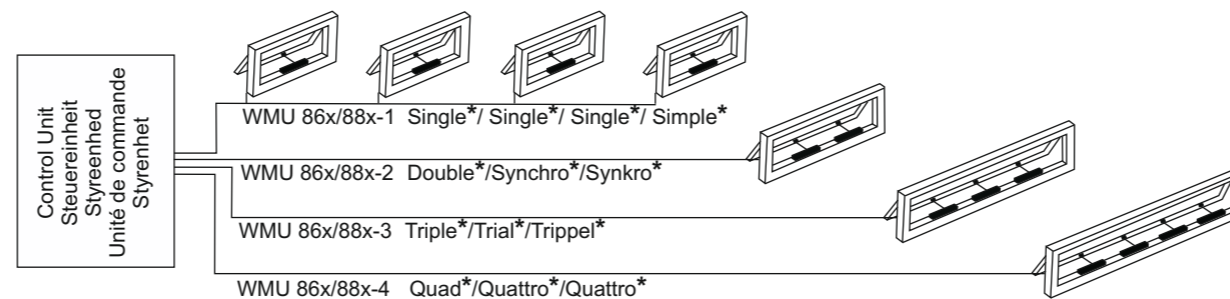 Control Unit
Steuereinheit
Styreenhed
Unité de commande
Styrenhet
WMU 86x/88x-1 Single*/ Single*/ Single*/ Simple*
WMU 86x/88x-2 Double*/Synchro*/Synkro*
WMU 86x/88x-3 Triple*/Trial*/Trippel*
WMU 86x/88x-4 Quad*/Quattro*/Quattro*